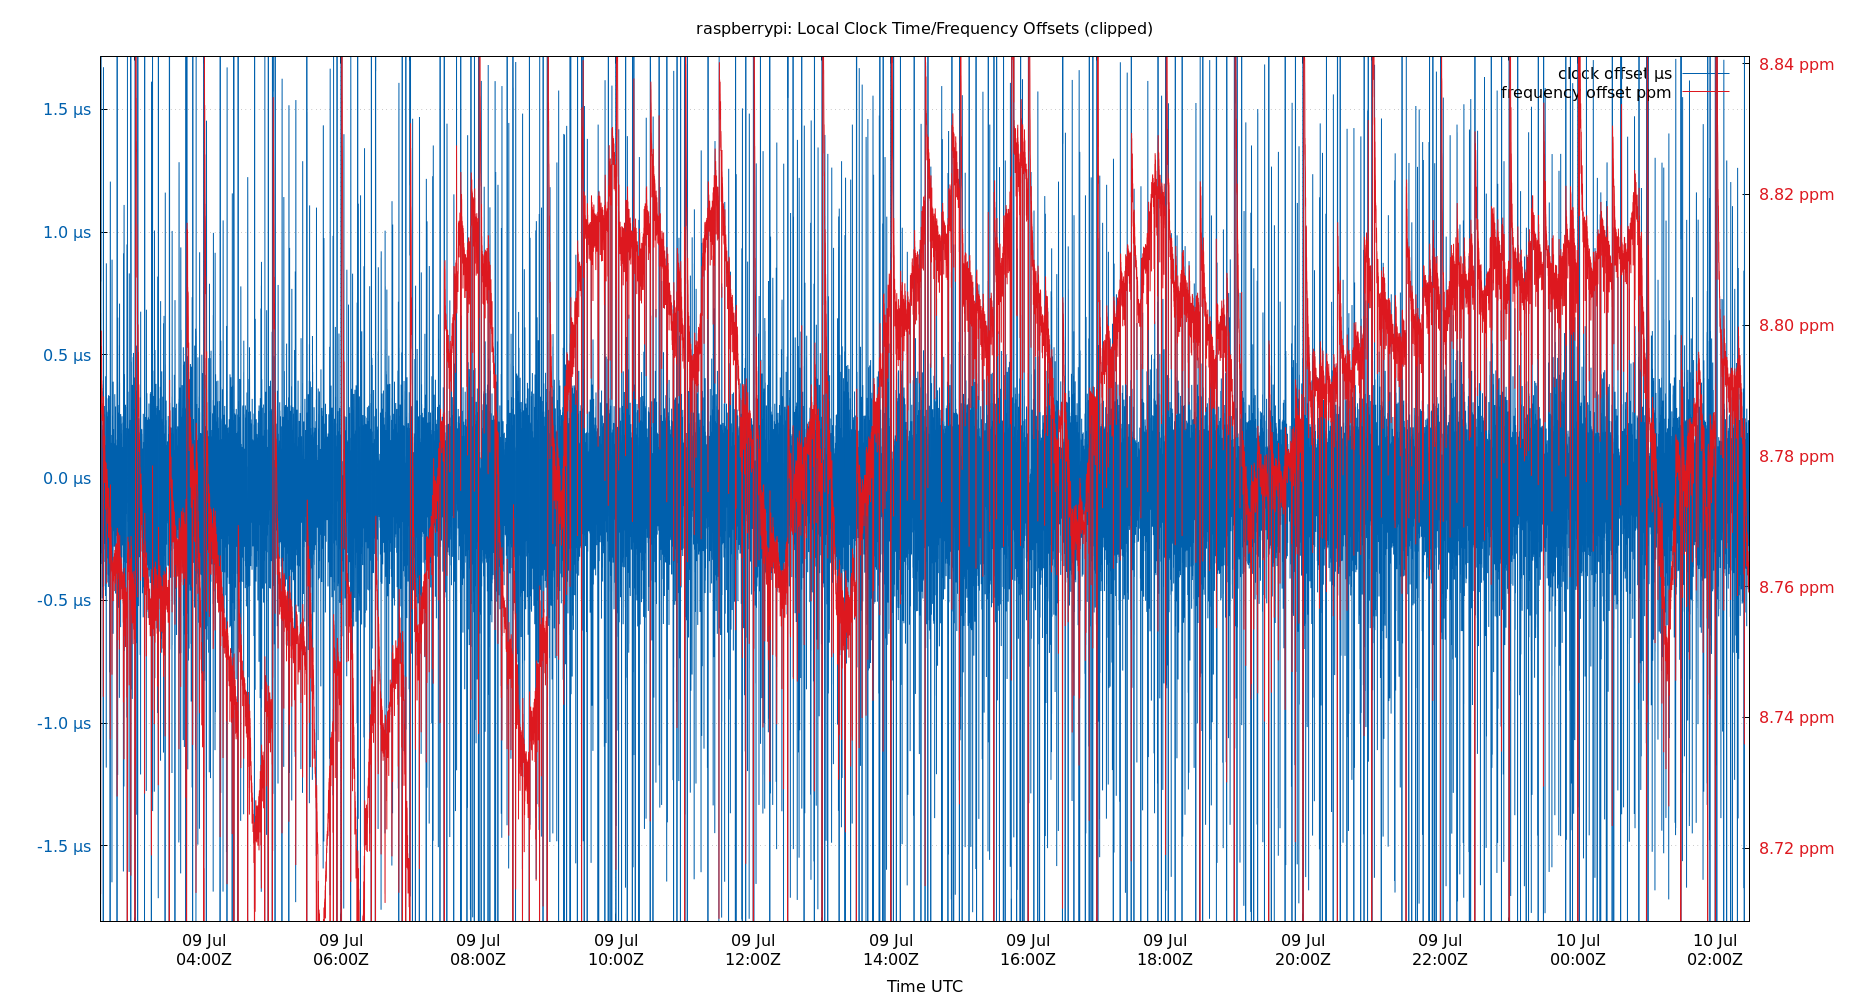 raspberrypi: Local Clock Time/Frequency Offsets (clipped)
clock offset µs
frequency offset ppm
1.5 µs
1.0 µs
0.5 µs
0.0 µs
-0.5 µs
-1.0 µs
-1.5 µs
8.84 ppm
8.82 ppm
8.80 ppm
8.78 ppm
8.76 ppm
8.74 ppm
8.72 ppm
09 Jul 09 Jul 09 Jul 09 Jul 09 Jul 09 Jul 09 Jul 09 Jul 09 Jul 09 Jul 10 Jul 10 Jul
04:00Z 06:00Z 08:00Z 10:00Z 12:00Z 14:00Z 16:00Z 18:00Z 20:00Z 22:00Z 00:00Z 02:00Z
Time UTC